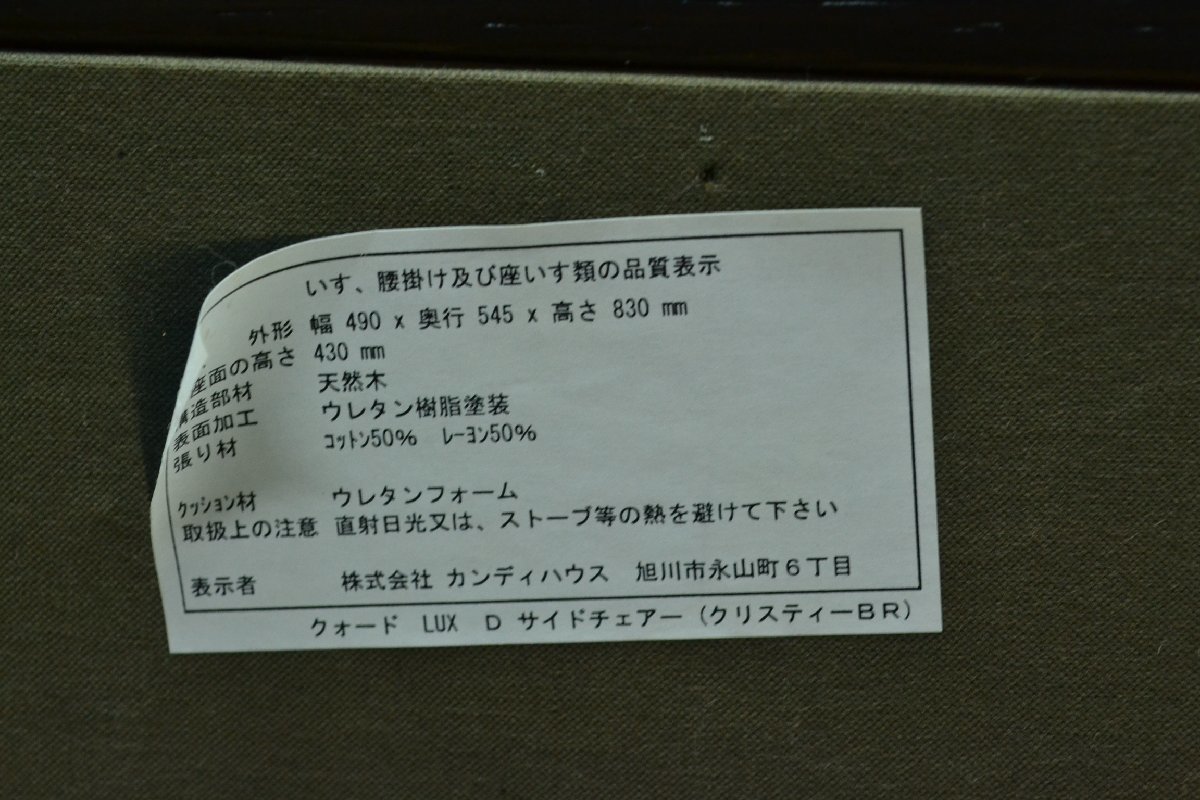 いす、腰掛け及び座いす類の品質表示
外形 幅 490 x 奥行 545 x 高さ 830 mm
座面の高さ 430 mm
構造部材 天然木
表面加工 ウレタン樹脂塗装
張り材 ｺｯﾄﾝ50% ﾚｰﾖﾝ50%
ｸｯｼｮﾝ材 ウレタンフォーム
取扱上の注意 直射日光又は、ストーブ等の熱を避けて下さい
表示者 株式会社 カンディハウス 旭川市永山町６丁目
クォード LUX D サイドチェアー（クリスティーＢＲ）